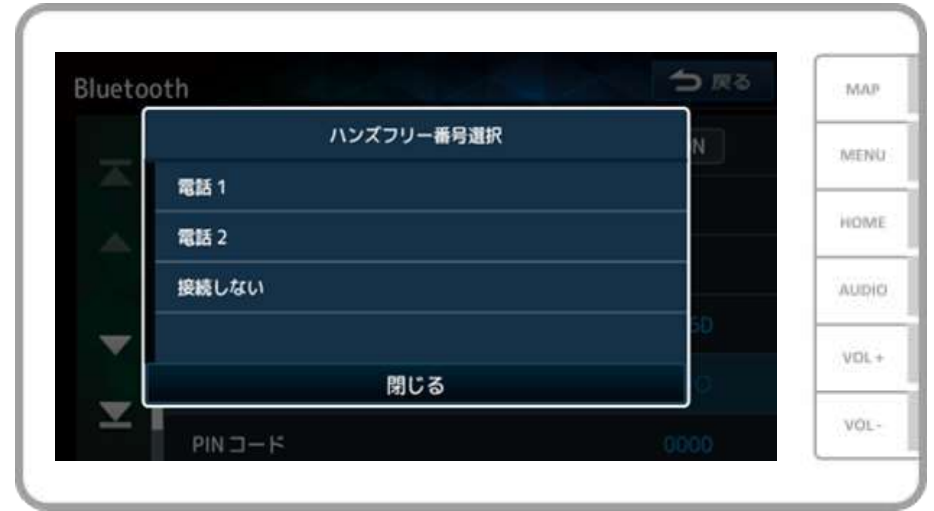 Bluetooth
戻る
ハンズフリー番号選択
電話 1
電話 2
接続しない
閉じる
PIN コード
0000
MAP
MENU
HOME
AUDIO
VOL +
VOL -